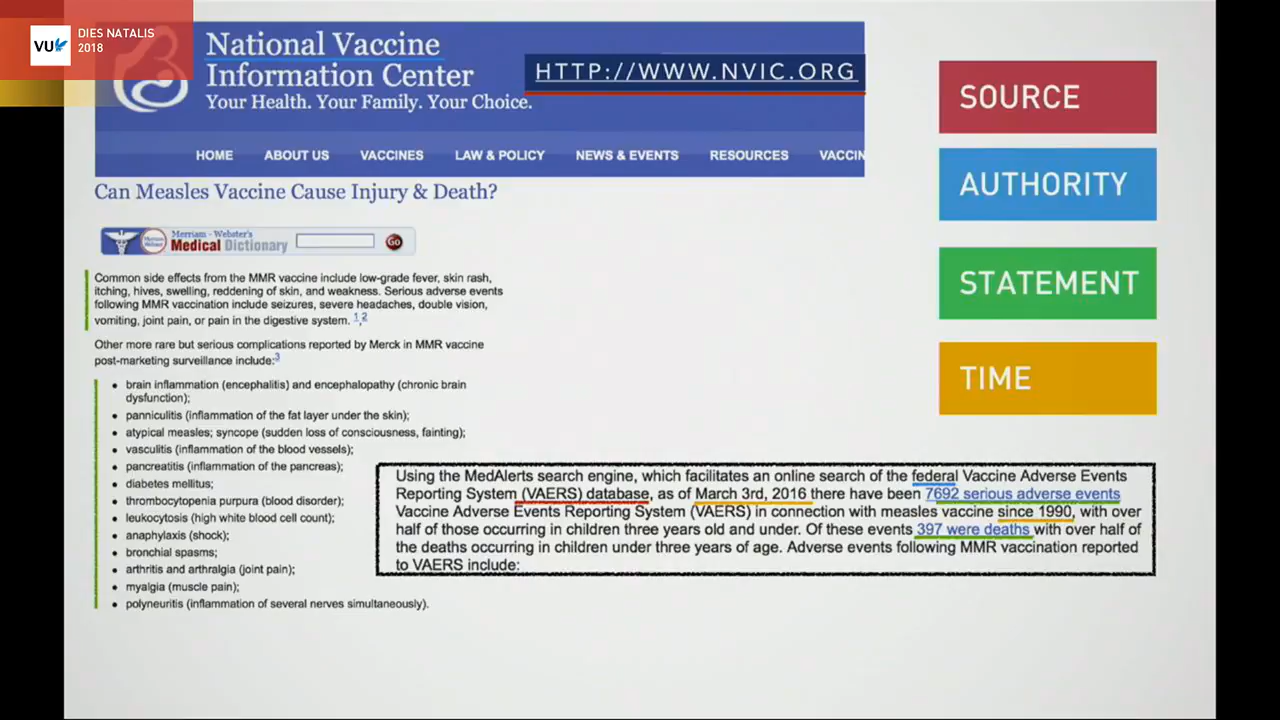 VU
DIES NATALIS
2018
National Vaccine
Information Center
Your Health. Your Family. Your Choice.
HTTP://WWW.NVIC.ORG
HOME ABOUT US VACCINES LAW & POLICY NEWS & EVENTS RESOURCES VACCIN
Can Measles Vaccine Cause Injury & Death?
Merriam - Webster's
Medical Dictionary
Go
Common side effects from the MMR vaccine include low-grade fever, skin rash,
itching, hives, swelling, reddening of skin, and weakness. Serious adverse events
following MMR vaccination include seizures, severe headaches, double vision,
vomiting, joint pain, or pain in the digestive system. 1,2
Other more rare but serious complications reported by Merck in MMR vaccine
post-marketing surveillance include:3
• brain inflammation (encephalitis) and encephalopathy (chronic brain
dysfunction);
• panniculitis (inflammation of the fat layer under the skin);
• atypical measles; syncope (sudden loss of consciousness, fainting);
• vasculitis (inflammation of the blood vessels);
• pancreatitis (inflammation of the pancreas);
• diabetes mellitus;
• thrombocytopenia purpura (blood disorder);
• leukocytosis (high white blood cell count);
• anaphylaxis (shock);
• bronchial spasms;
• arthritis and arthralgia (joint pain);
• myalgia (muscle pain);
• polyneuritis (inflammation of several nerves simultaneously).
Using the MedAlerts search engine, which facilitates an online search of the federal Vaccine Adverse Events
Reporting System (VAERS) database, as of March 3rd, 2016 there have been 7692 serious adverse events
Vaccine Adverse Events Reporting System (VAERS) in connection with measles vaccine since 1990, with over
half of those occurring in children three years old and under. Of these events 397 were deaths with over half of
the deaths occurring in children under three years of age. Adverse events following MMR vaccination reported
to VAERS include:
SOURCE
AUTHORITY
STATEMENT
TIME